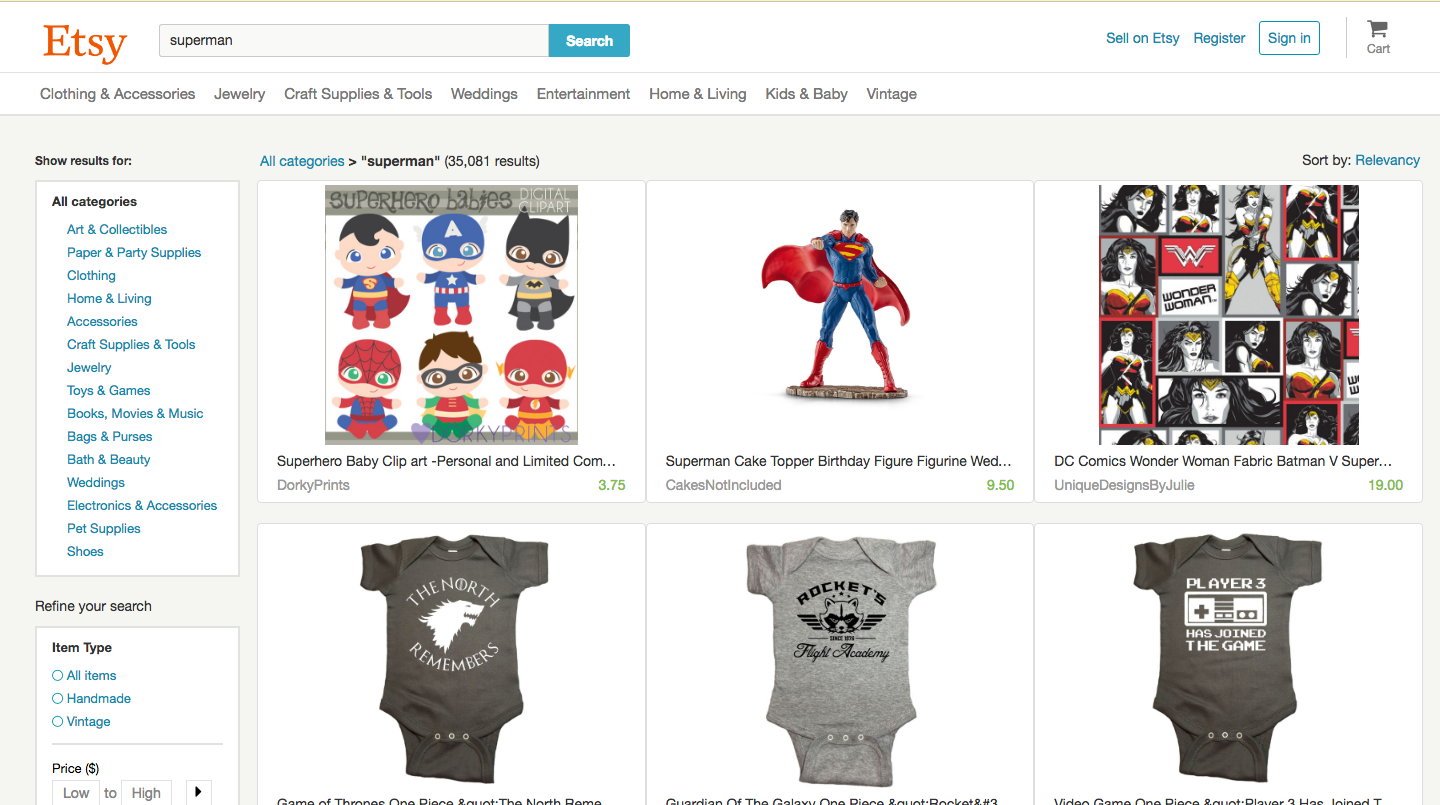 Etsy
superman
Search
Sell on Etsy Register Sign in
Cart
Clothing & Accessories Jewelry Craft Supplies & Tools Weddings Entertainment Home & Living Kids & Baby Vintage
Show results for:
All categories
Art & Collectibles
Paper & Party Supplies
Clothing
Home & Living
Accessories
Craft Supplies & Tools
Jewelry
Toys & Games
Books, Movies & Music
Bags & Purses
Bath & Beauty
Weddings
Electronics & Accessories
Pet Supplies
Shoes
Refine your search
Item Type
All items
Handmade
Vintage
Price ($)
Low to High
All categories > "superman" (35,081 results)
Sort by: Relevancy
SUPERHERO BABIES DIGITAL
CLIPART
DORKYPRINTS
Superhero Baby Clip art -Personal and Limited Com...
DorkyPrints 3.75
Superman Cake Topper Birthday Figure Figurine Wed...
CakesNotIncluded 9.50
WONDER
WOMAN
DC Comics Wonder Woman Fabric Batman V Super...
UniqueDesignsByJulie 19.00
THE NORTH
REMEMBERS
Game of Thrones One Piece &quot:The North Reme...
ROCKET'S
SINCE 1976
Flight Academy
Guardian Of The Galaxy One Piece &quot:Rocket&#3...
PLAYER 3
HAS JOINED
THE GAME
Video Game One Piece &quot:Player 3 Has Joined T...